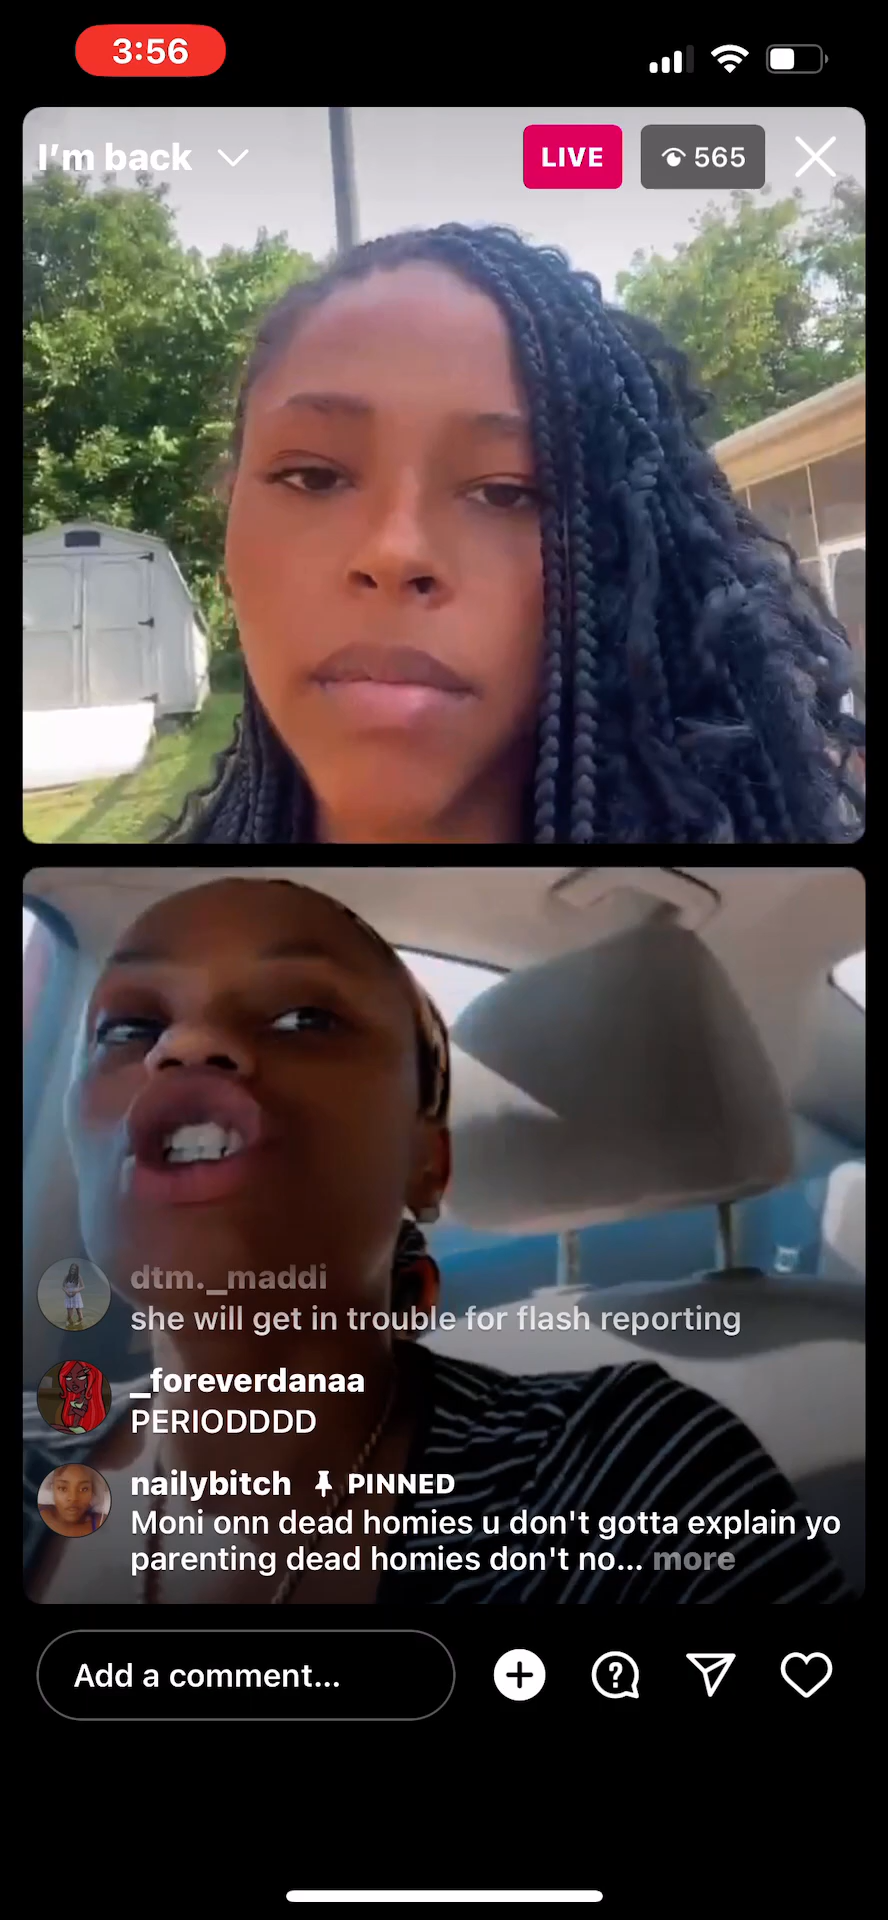 3:56
I'm back
LIVE
565
dtm._maddi
she will get in trouble for flash reporting
_foreverdanaa
PERIODDDD
nailybitch PINNED
Moni onn dead homies u don't gotta explain yo
parenting dead homies don't no... more
Add a comment...